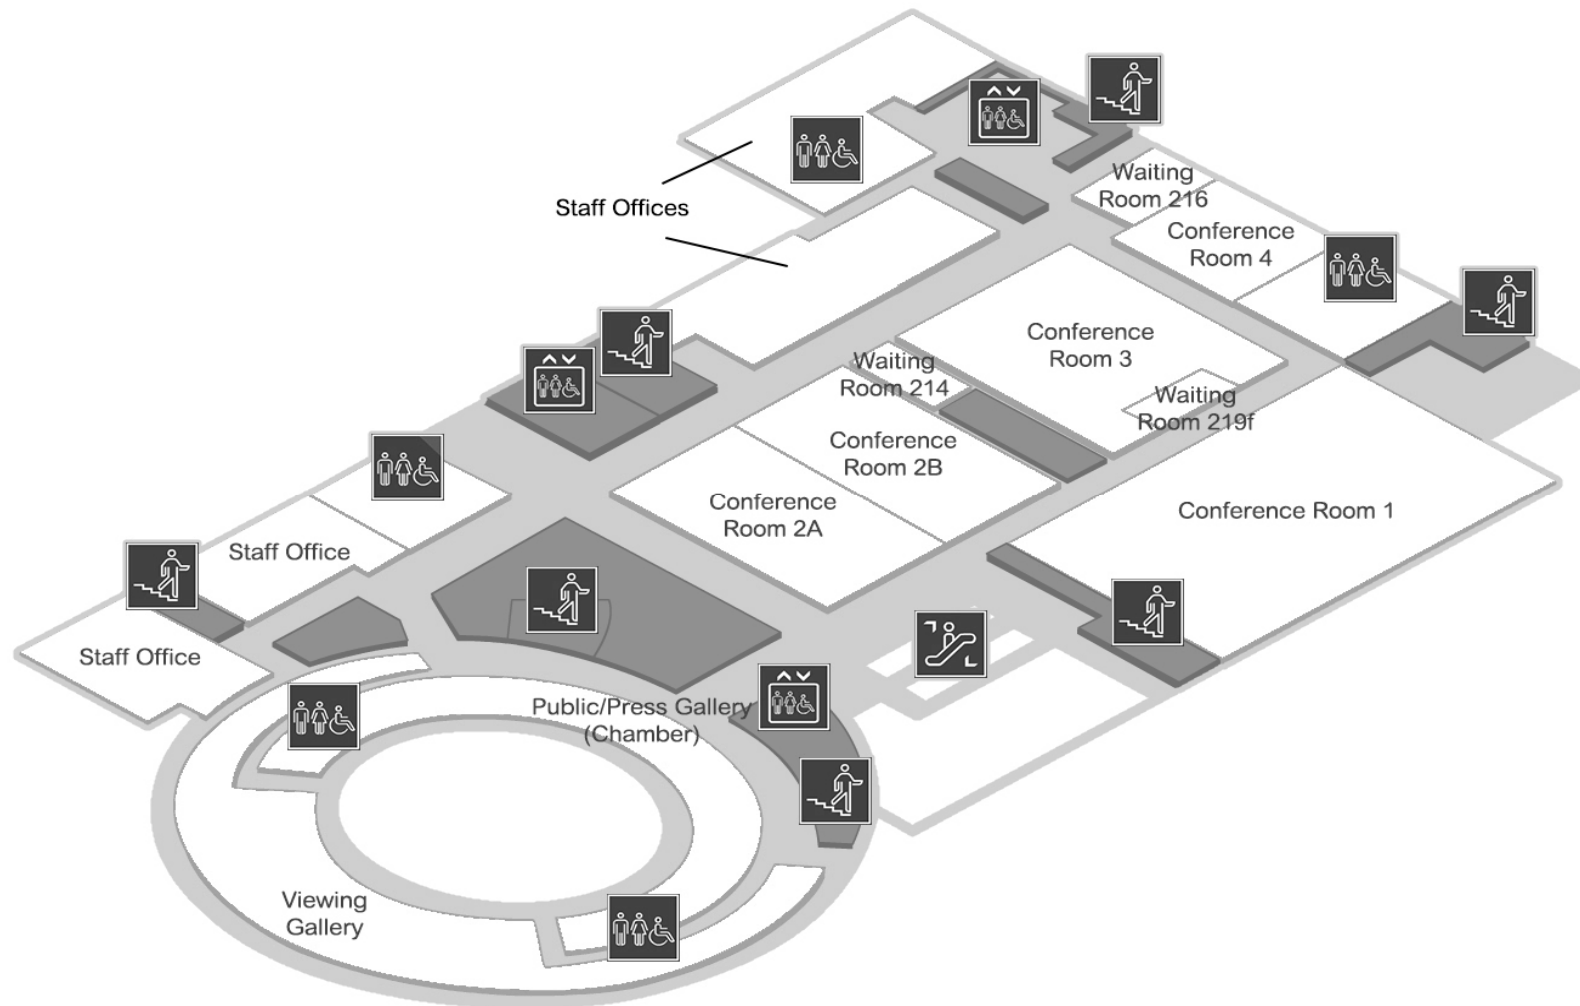 Waiting
Room 216
Staff Offices
Conference
Room 4
Conference
Room 3
Waiting
Room 214
Waiting
Room 219f
Conference
Room 2B
Conference
Room 2A
Conference Room 1
Staff Office
Staff Office
Public/Press Gallery
(Chamber)
Viewing
Gallery